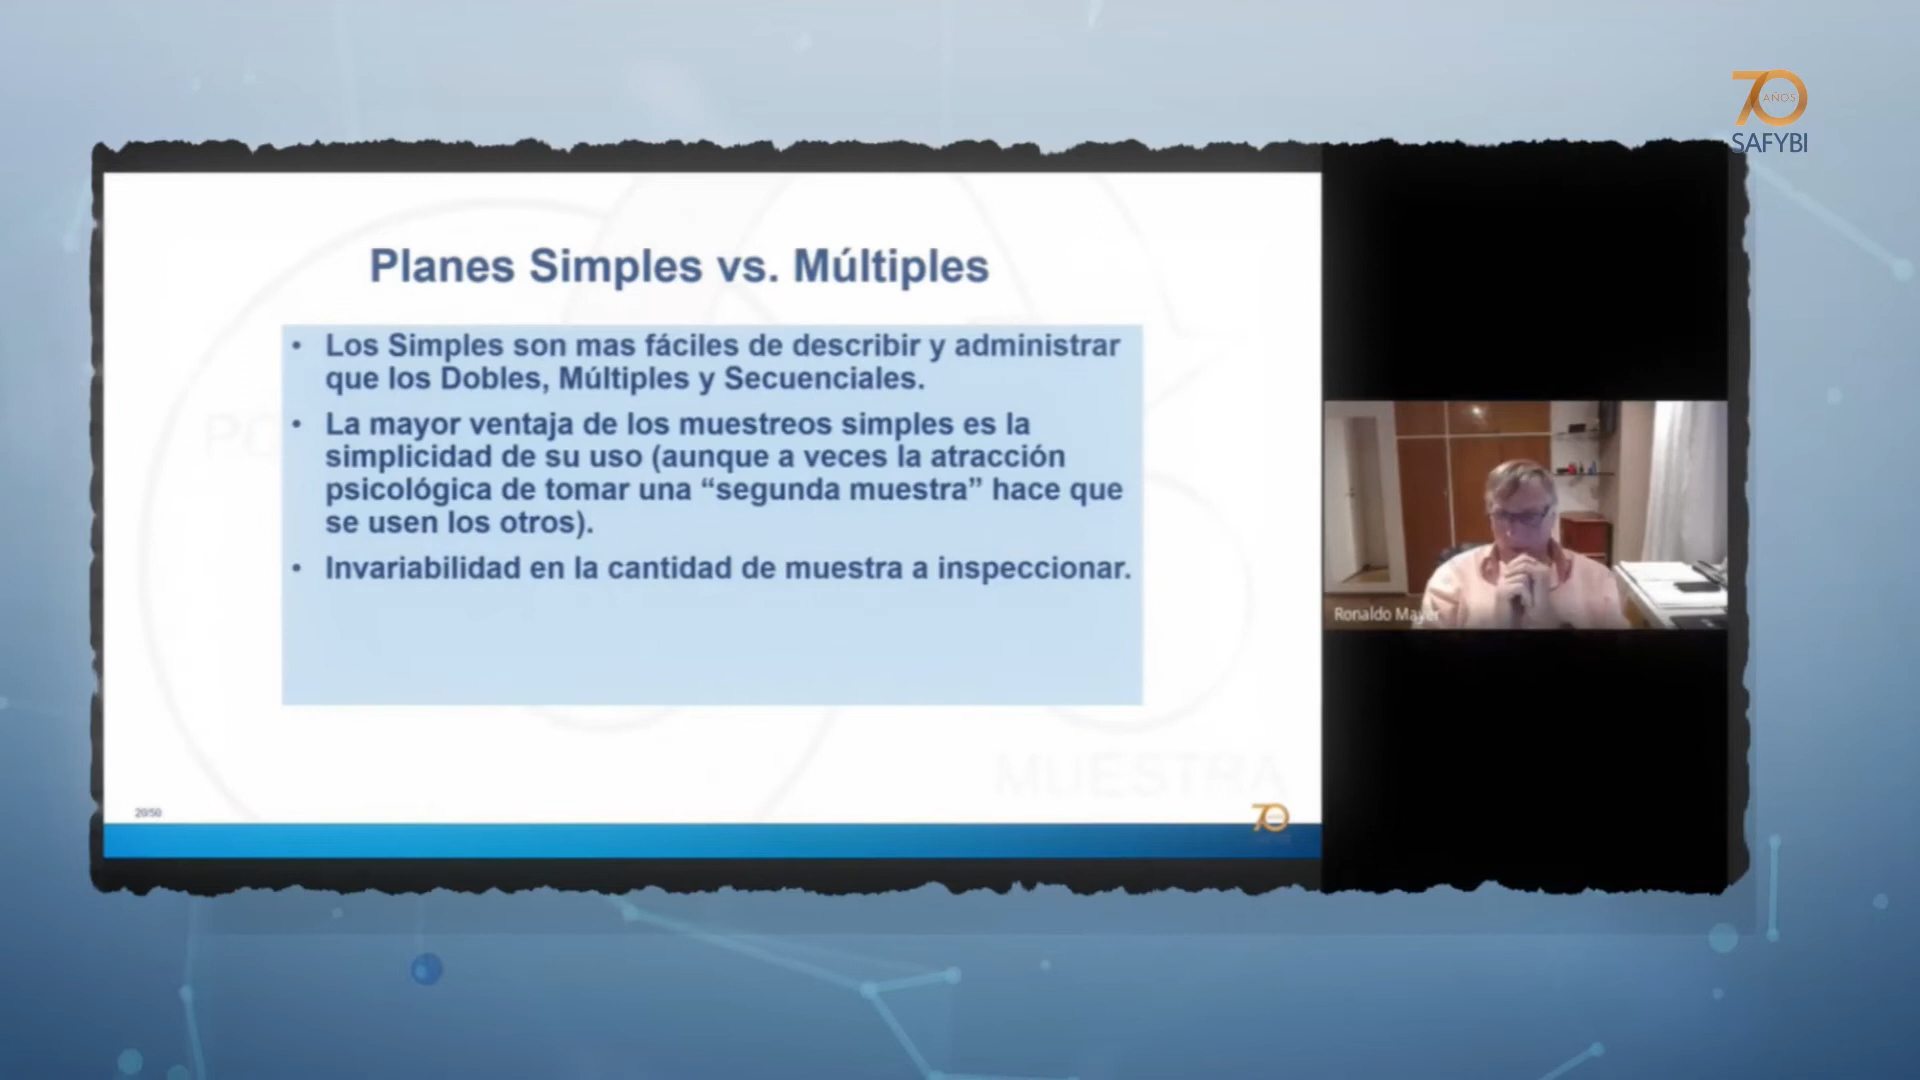 70
AÑOS
SAFYBI
Planes Simples vs. Múltiples
• Los Simples son mas fáciles de describir y administrar
que los Dobles, Múltiples y Secuenciales.
• La mayor ventaja de los muestreos simples es la
simplicidad de su uso (aunque a veces la atracción
psicológica de tomar una “segunda muestra” hace que
se usen los otros).
• Invariabilidad en la cantidad de muestra a inspeccionar.
MUESTRA
Ronaldo Mayer
20/50
70